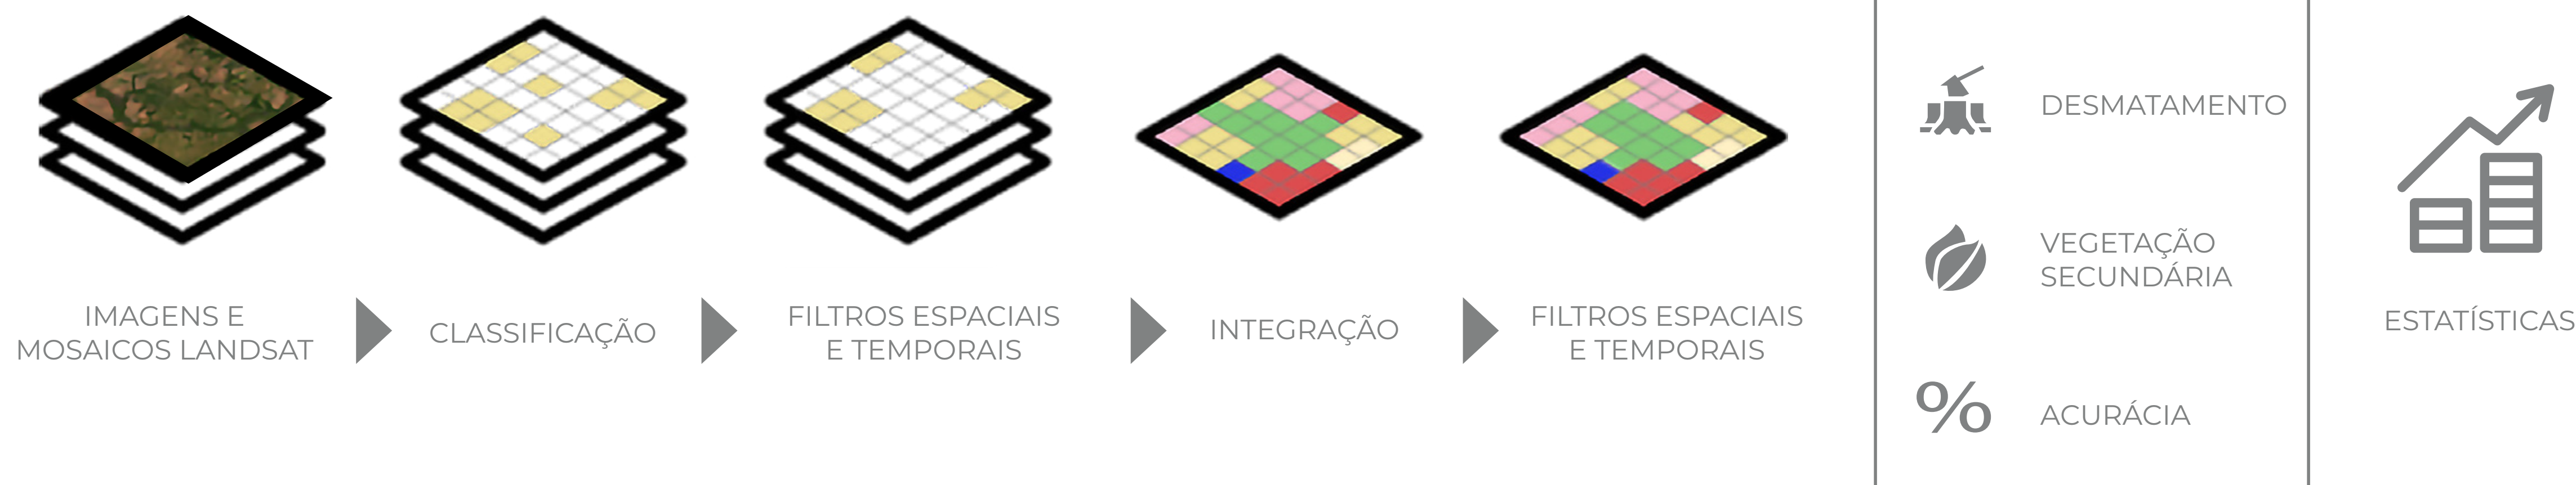 IMAGENS E
MOSAICOS LANDSAT
CLASSIFICAÇÃO
FILTROS ESPACIAIS
E TEMPORAIS
INTEGRAÇÃO
FILTROS ESPACIAIS
E TEMPORAIS
DESMATAMENTO
VEGETAÇÃO
SECUNDÁRIA
%
ACURÁCIA
ESTATÍSTICAS